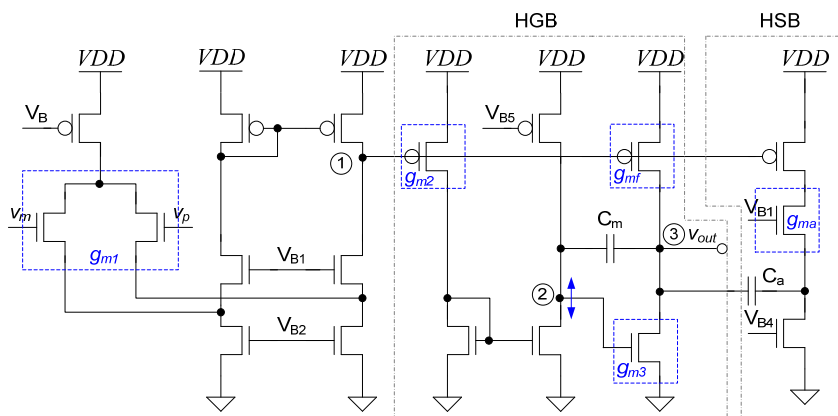 HGB
HSB
VDD
VDD
VDD
VDD
VDD
VDD
VDD
V_B
V_B5
1
g_m2
g_mf
v_m
v_p
g_m1
V_B1
V_B1
g_ma
C_m
3
v_out
2
C_a
V_B2
V_B4
g_m3